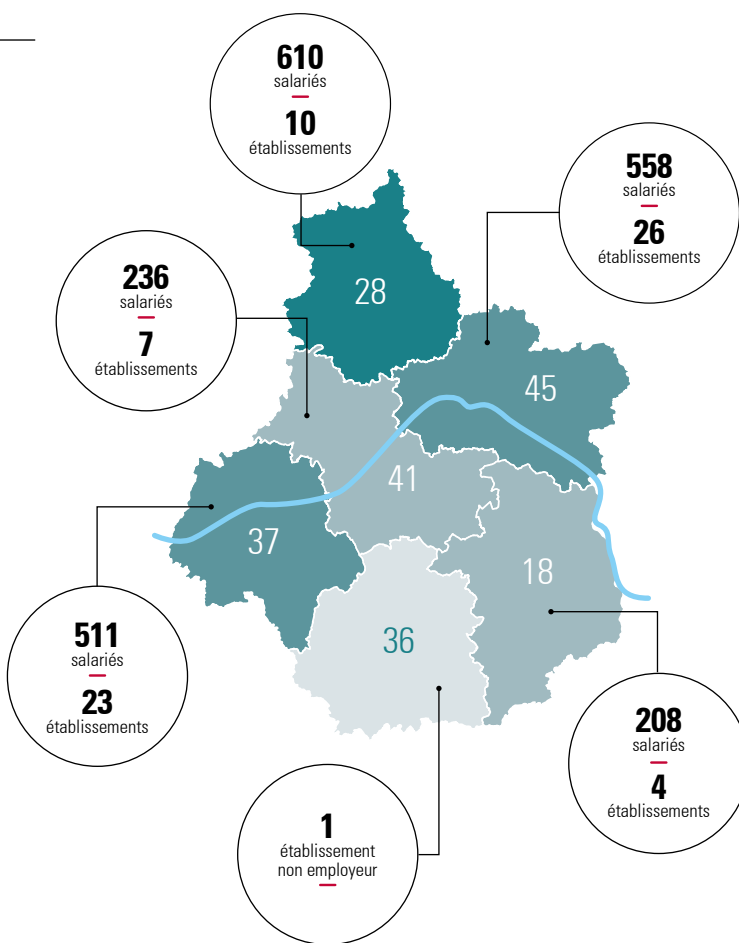 610
salariés
10
établissements
558
salariés
26
établissements
236
salariés
7
établissements
28
45
41
37
18
36
511
salariés
23
établissements
208
salariés
4
établissements
1
établissement
non employeur